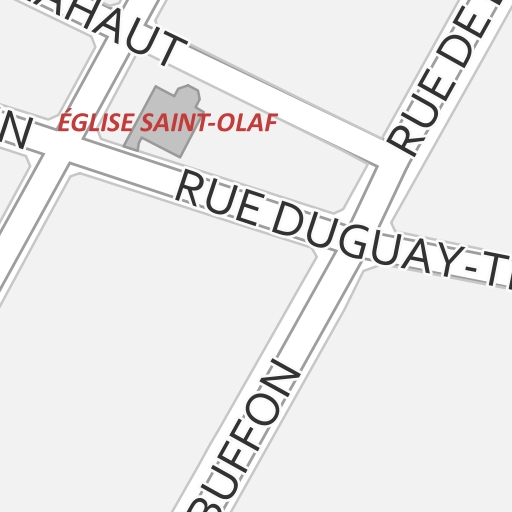 AHAUT
RUE DE
ÉGLISE SAINT-OLAF
N
RUE DUGUAY-T
BUFFON